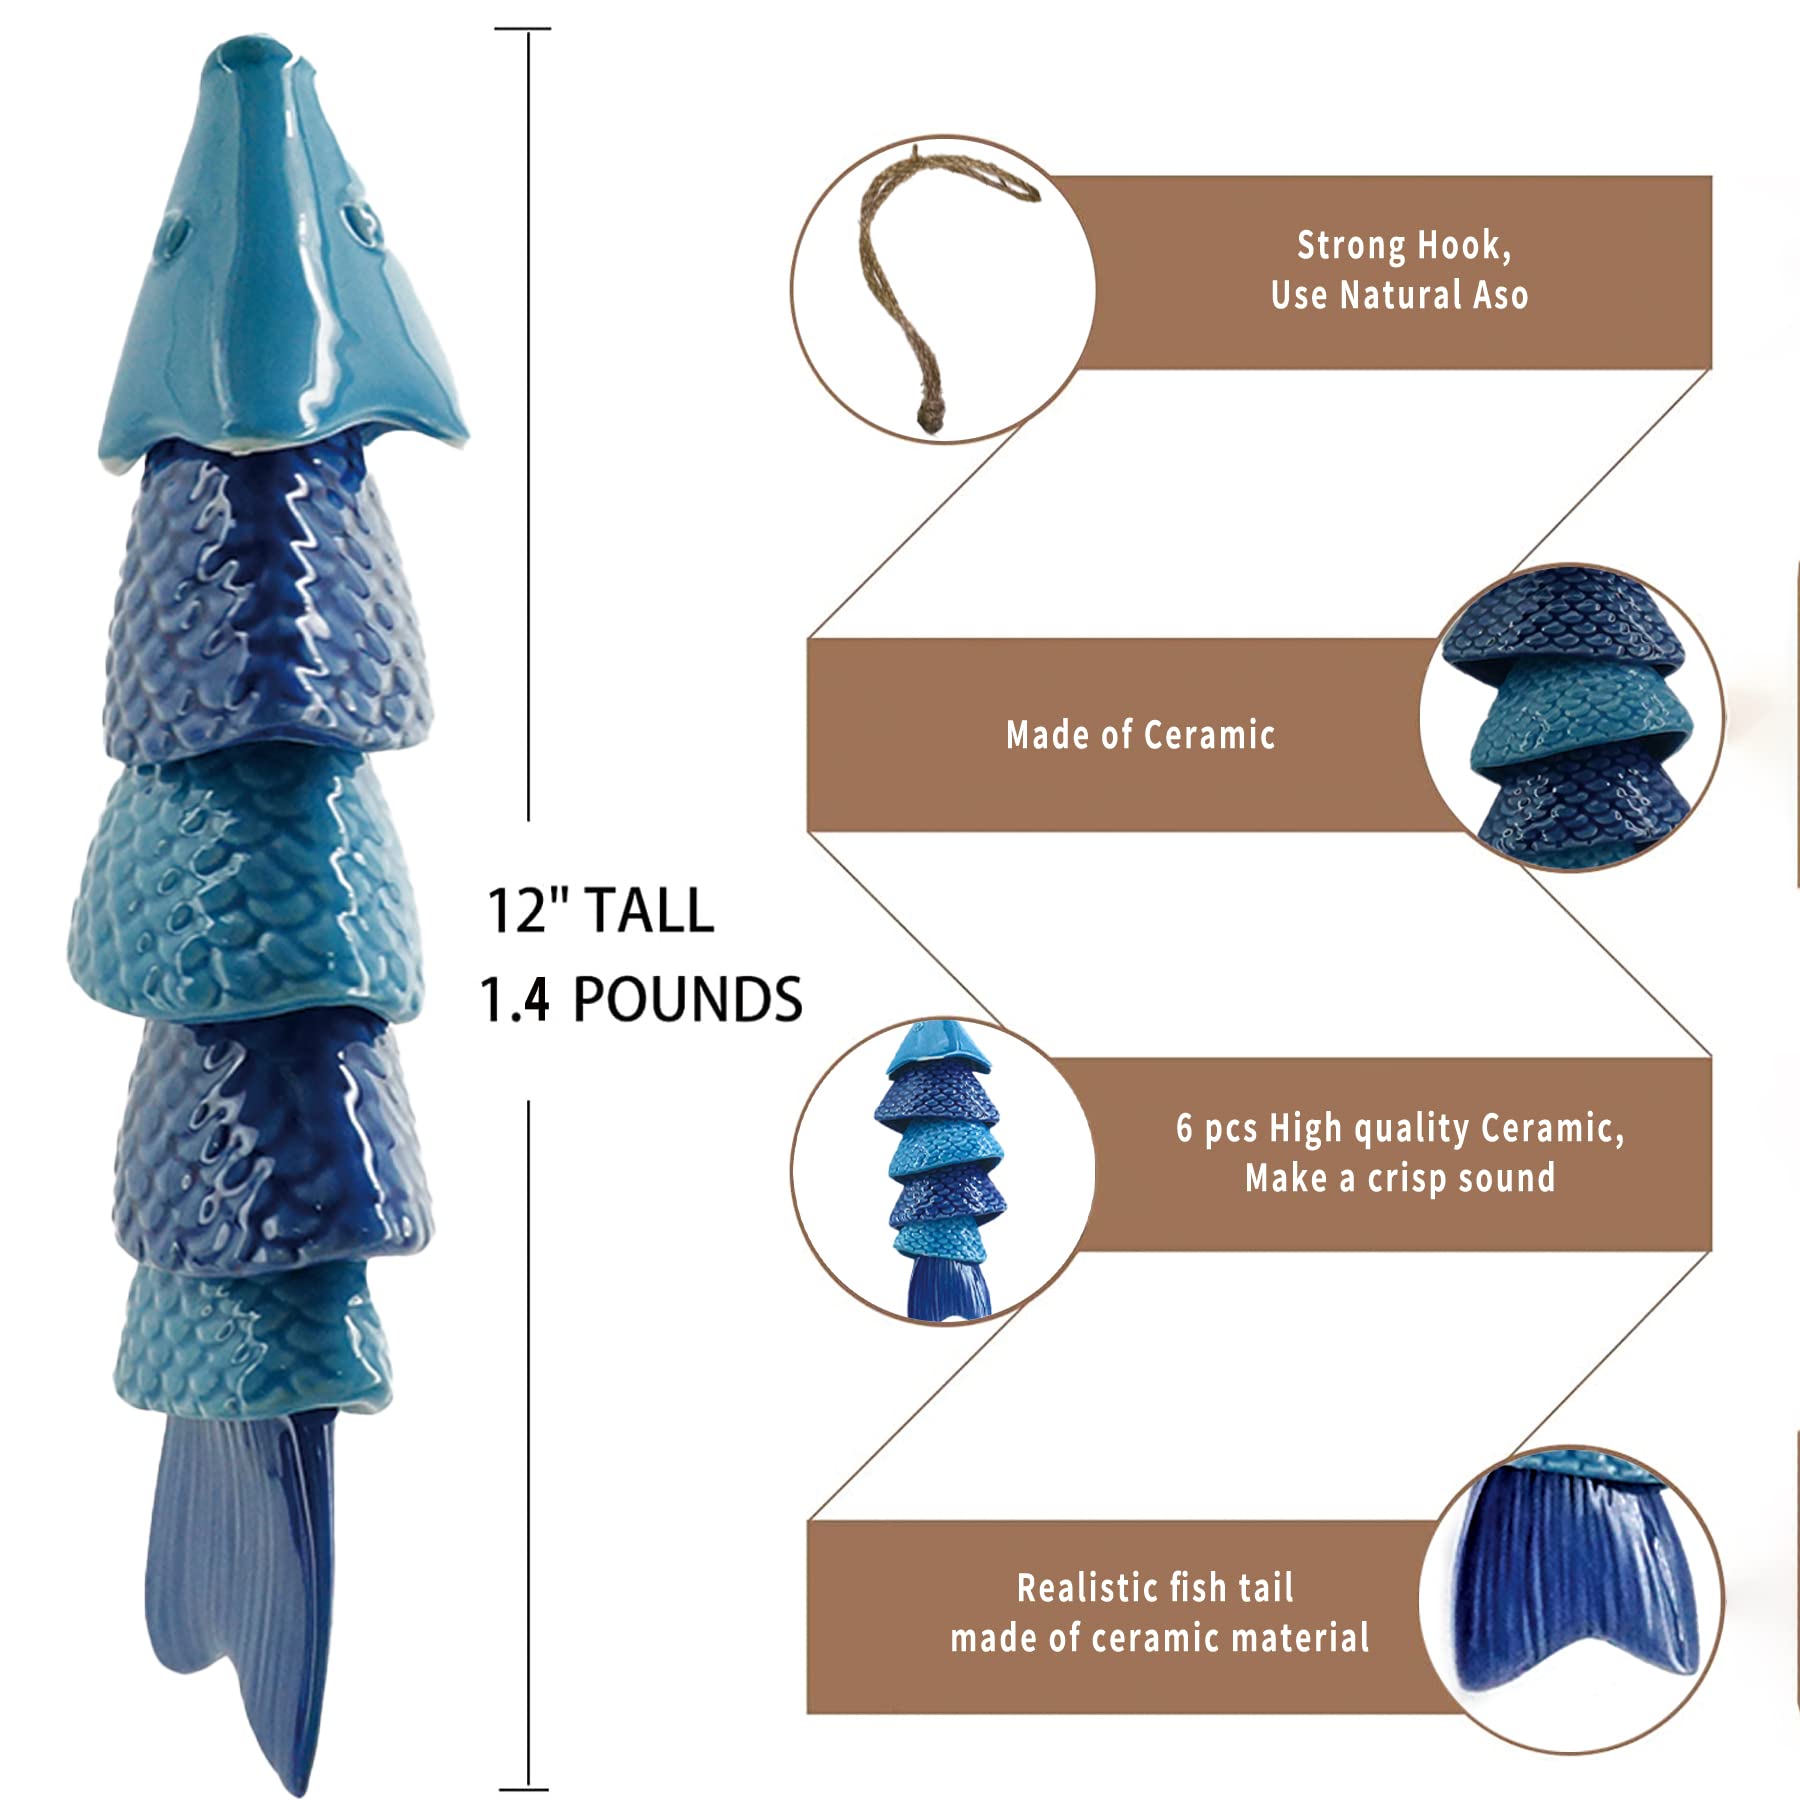 12" TALL
1.4 POUNDS
Strong Hook,
Use Natural Aso
Made of Ceramic
6 pcs High quality Ceramic,
Make a crisp sound
Realistic fish tail
made of ceramic material